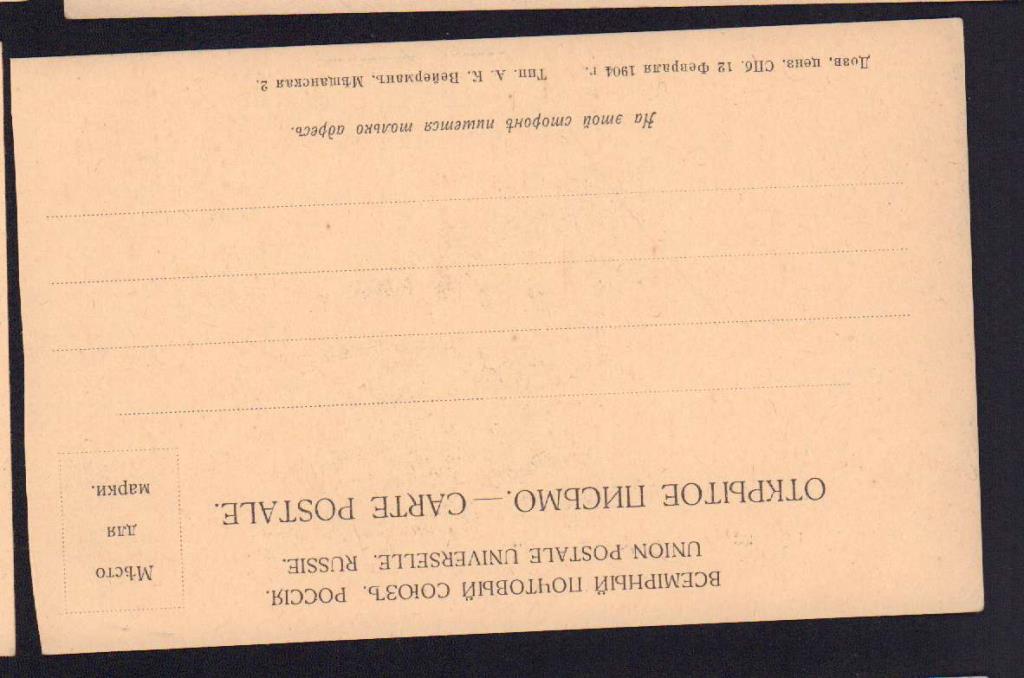 ВСЕМІРНЫЙ ПОЧТОВЫЙ СОЮЗЪ. РОССІЯ.
UNION POSTALE UNIVERSELLE. RUSSIE.
ОТКРЫТОЕ ПИСЬМО. — CARTE POSTALE.
Мѣсто
для
марки.
На этой сторонѣ пишется только адресъ.
Дозв. ценз. СПб. 12 Февраля 1904 г. Тип. А. К. Вейерманъ. Мѣщанская 2.